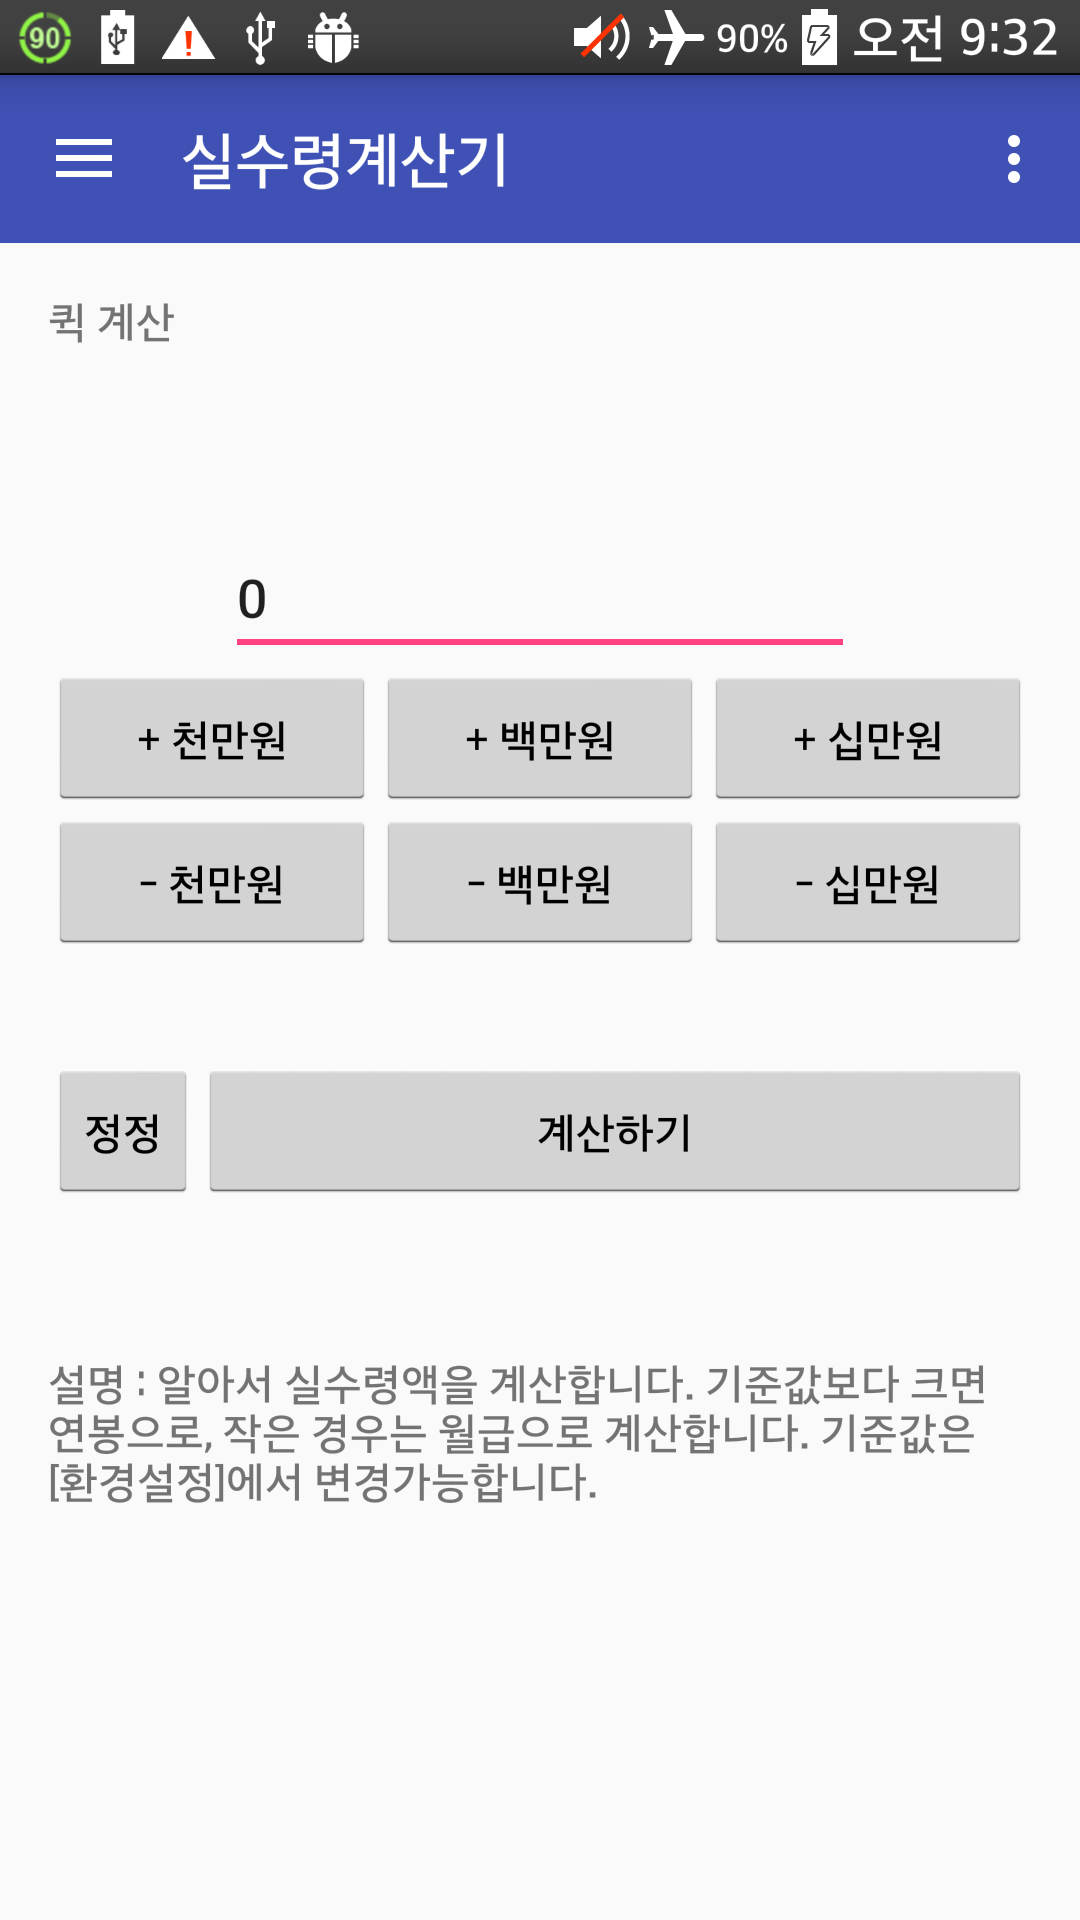 90 90% 오전 9:32
실수령계산기
퀵 계산
0
+ 천만원 + 백만원 + 십만원
- 천만원 - 백만원 - 십만원
정정 계산하기
설명 : 알아서 실수령액을 계산합니다. 기준값보다 크면
연봉으로, 작은 경우는 월급으로 계산합니다. 기준값은
[환경설정]에서 변경가능합니다.